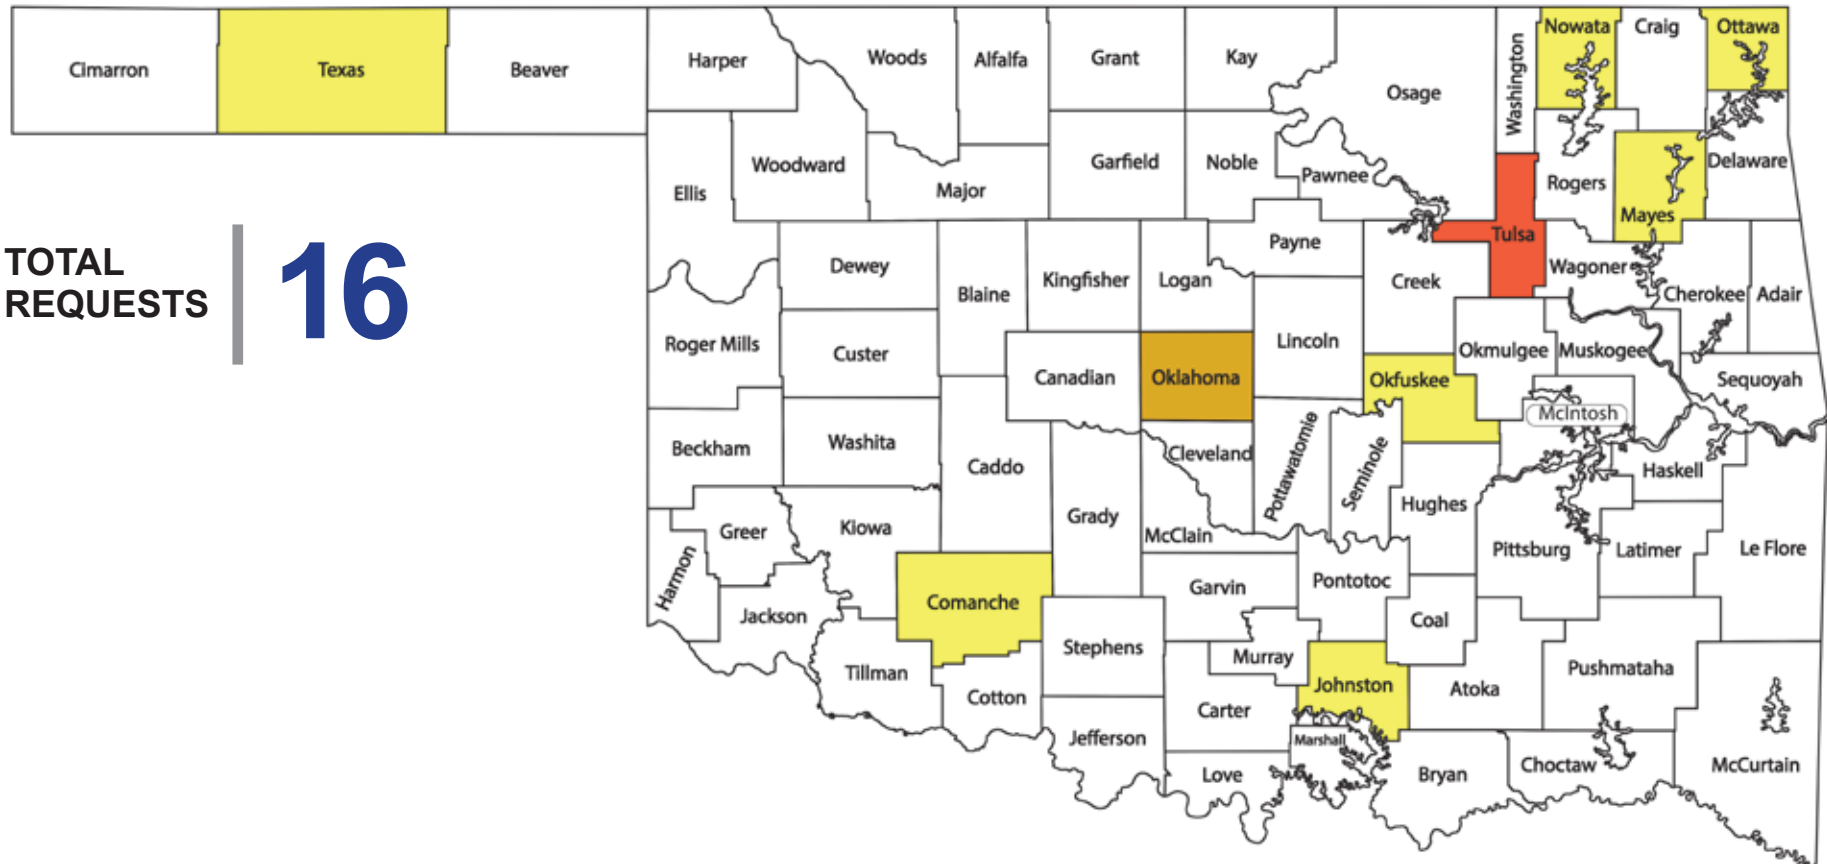 Cimarron
Texas
Beaver
Harper
Woods
Alfalfa
Grant
Kay
Osage
Washington
Nowata
Craig
Ottawa
Ellis
Woodward
Major
Garfield
Noble
Pawnee
Rogers
Mayes
Delaware
TOTAL
REQUESTS
16
Roger Mills
Dewey
Blaine
Kingfisher
Logan
Payne
Creek
Tulsa
Wagoner
Cherokee
Adair
Custer
Canadian
Oklahoma
Lincoln
Okfuskee
Okmulgee
Muskogee
McIntosh
Sequoyah
Beckham
Washita
Caddo
Grady
Cleveland
McClain
Pottawatomie
Seminole
Hughes
Pittsburg
Haskell
Latimer
Le Flore
Harmon
Greer
Kiowa
Jackson
Comanche
Tillman
Cotton
Stephens
Jefferson
Garvin
Murray
Carter
Love
Pontotoc
Johnston
Marshall
Coal
Atoka
Bryan
Pushmataha
Choctaw
McCurtain